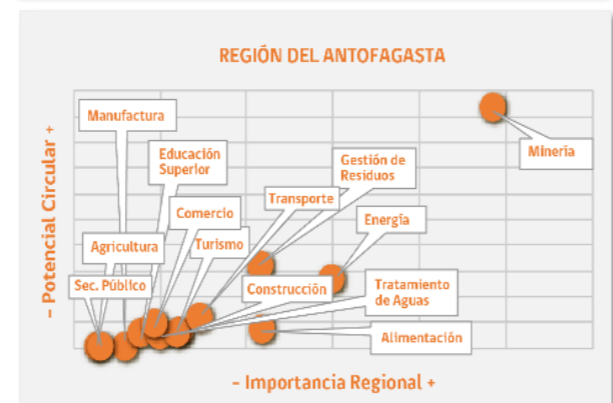 REGIÓN DEL ANTOFAGASTA
Manufactura
Educación
Superior
Gestión de
Residuos
Minería
Transporte
Comercio
Energía
Agricultura
Turismo
Sec. Público
Construcción
Tratamiento
de Aguas
Alimentación
- Potencial Circular +
- Importancia Regional +